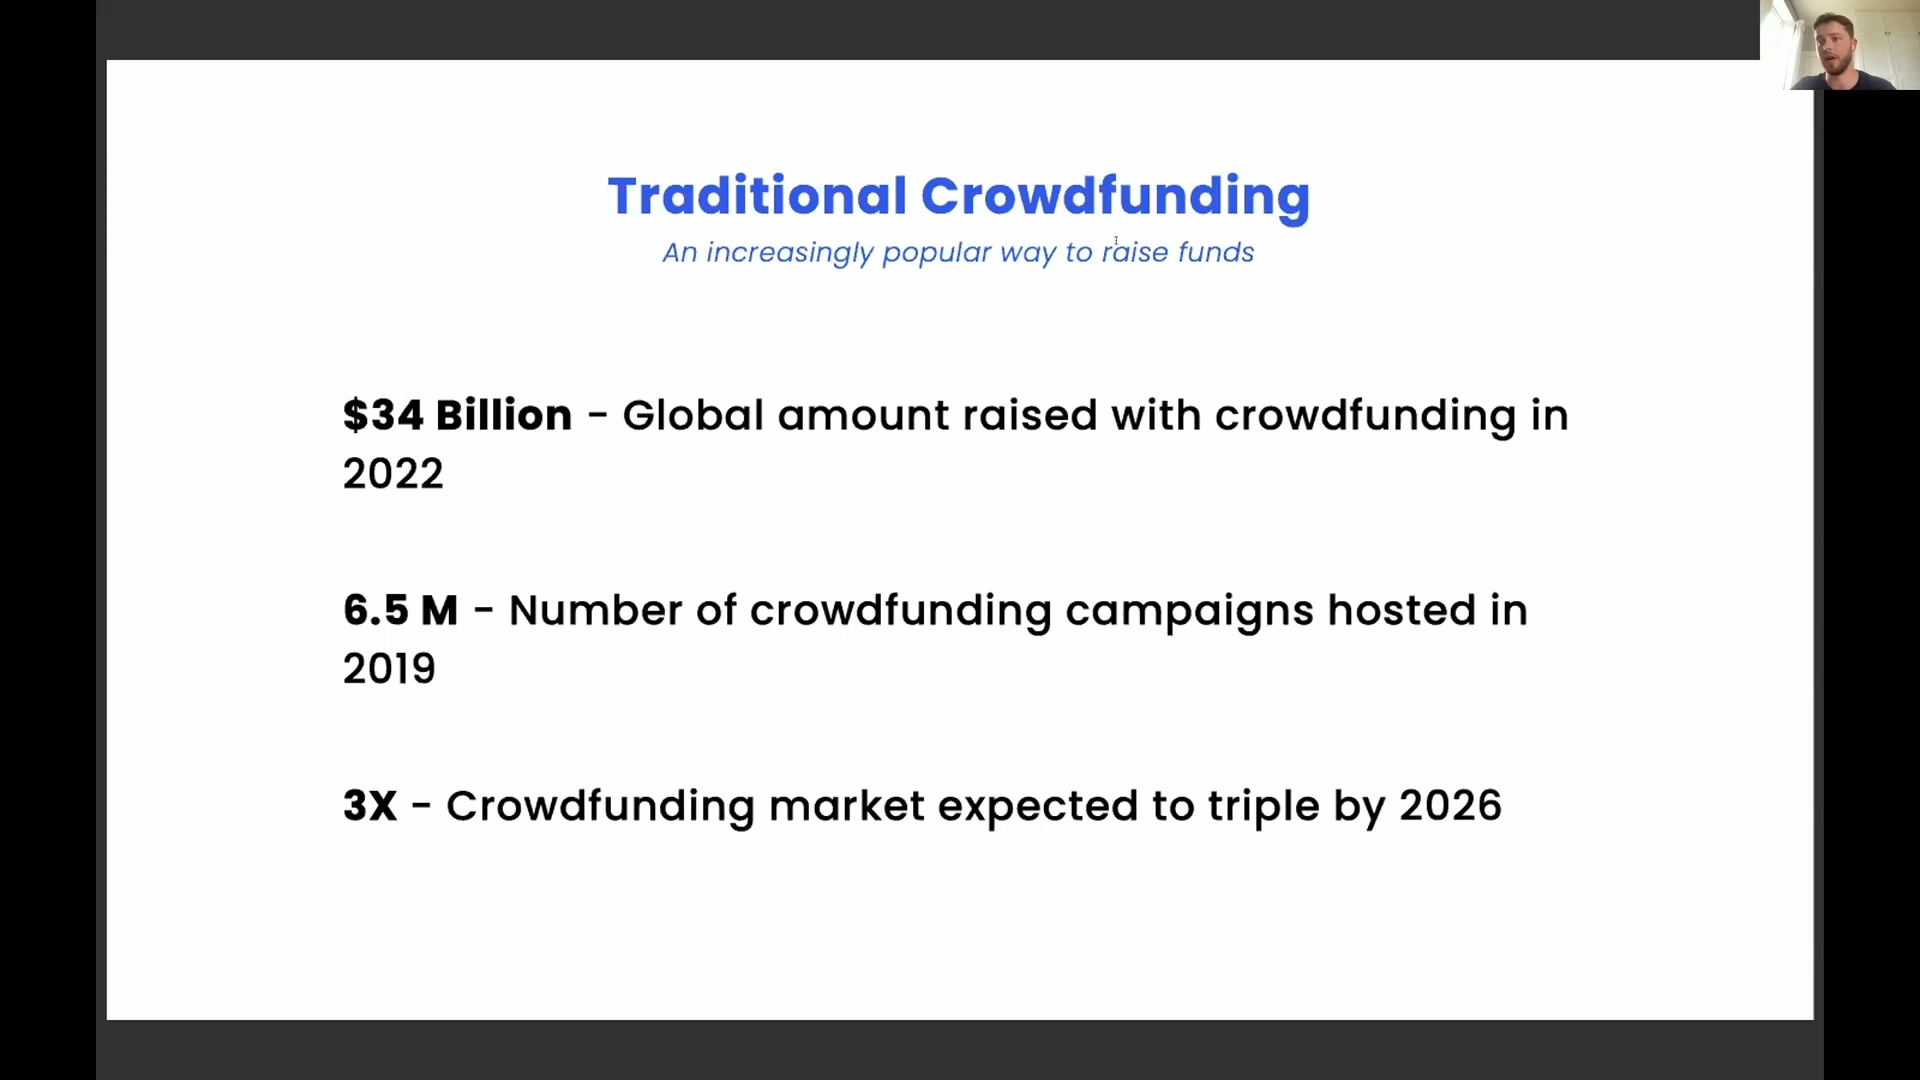 Traditional Crowdfunding
An increasingly popular way to raise funds
$34 Billion - Global amount raised with crowdfunding in
2022
6.5 M - Number of crowdfunding campaigns hosted in
2019
3X - Crowdfunding market expected to triple by 2026